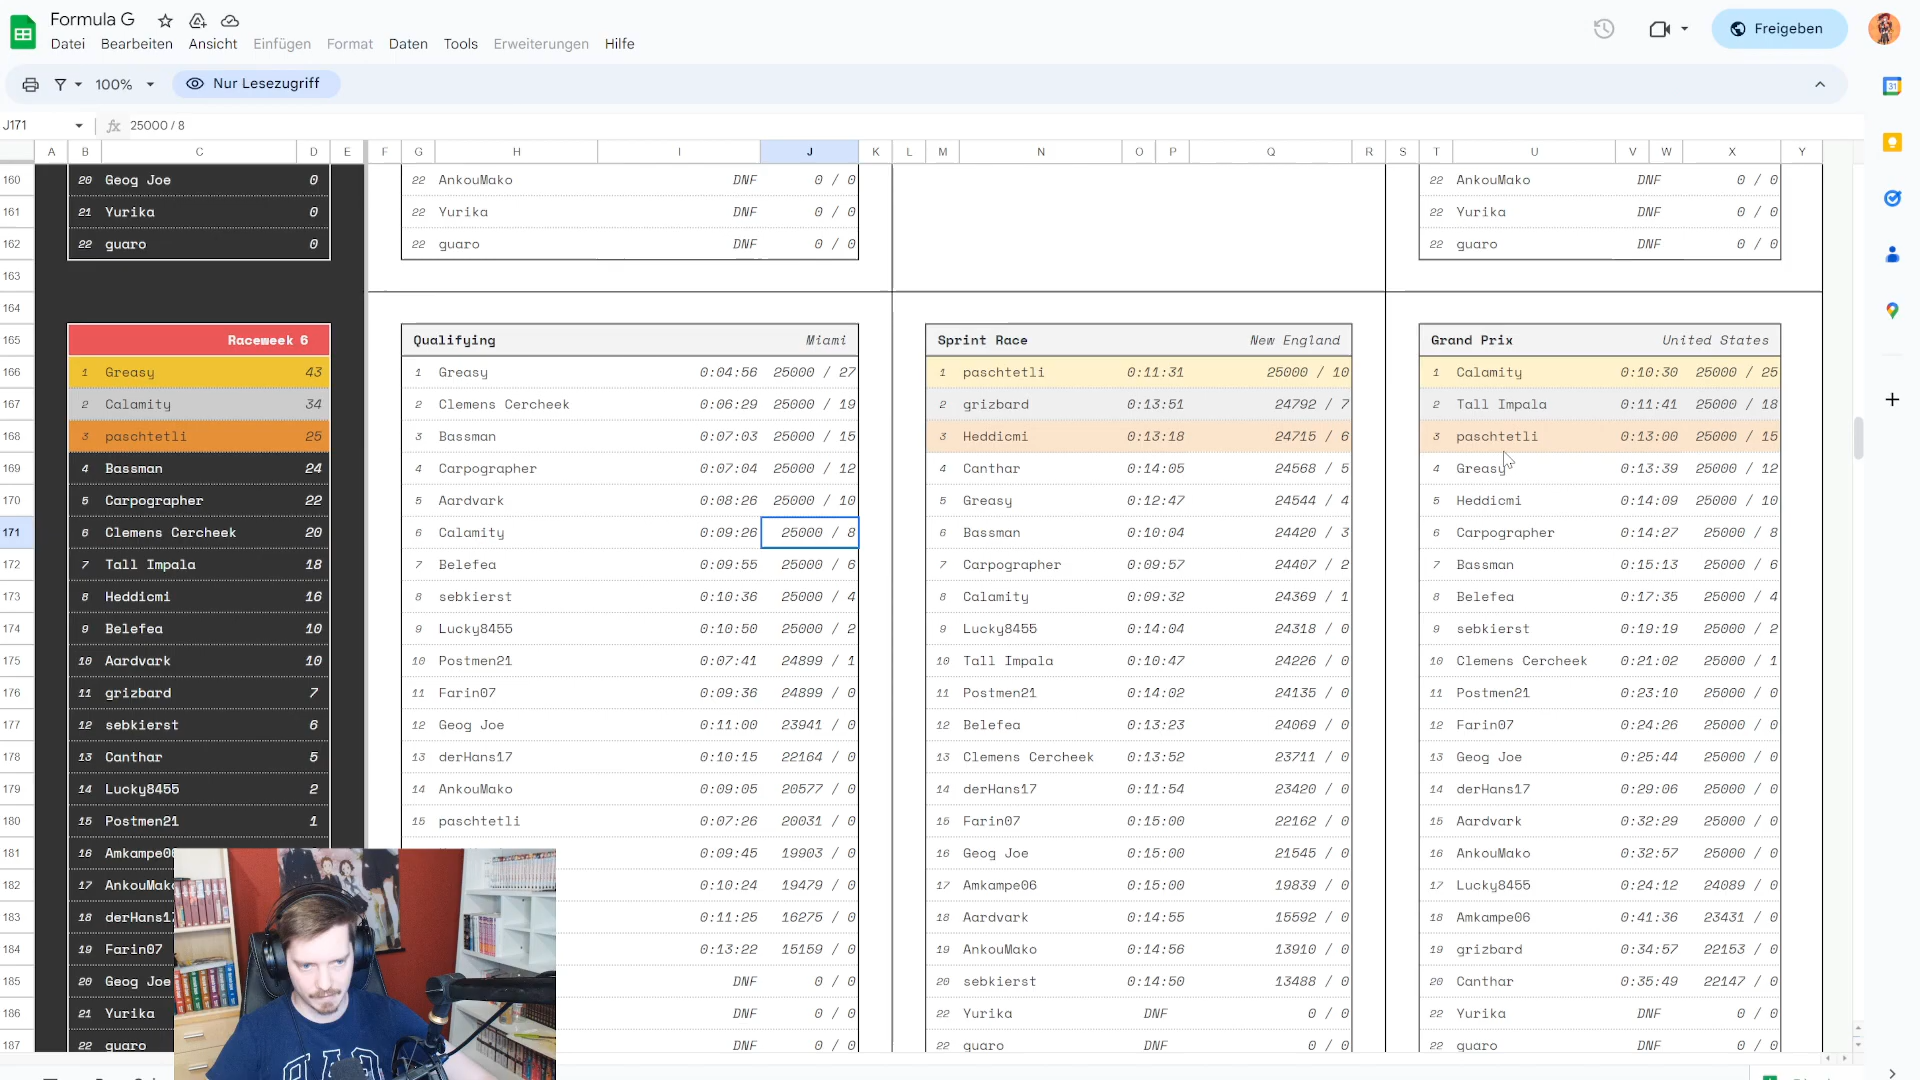 Formula G
Datei Bearbeiten Ansicht Einfügen Format Daten Tools Erweiterungen Hilfe
Freigeben
100% Nur Lesezugriff
31
J171 fx 25000 / 8
A B C D E F G H I J K L M N O P Q R S T U V W X Y
160 20 Geog Joe 0 22 AnkouMako DNF 0 / 0 22 AnkouMako DNF 0 / 0
161 21 Yurika 0 22 Yurika DNF 0 / 0 22 Yurika DNF 0 / 0
162 22 guaro 0 22 guaro DNF 0 / 0 22 guaro DNF 0 / 0
163
164
165 Raceweek 6 Qualifying Miami Sprint Race New England Grand Prix United States
166 1 Greasy 43 1 Greasy 0:04:56 25000 / 27 1 paschtetli 0:11:31 25000 / 10 1 Calamity 0:10:30 25000 / 25
167 2 Calamity 34 2 Clemens Cercheek 0:06:29 25000 / 19 2 grizbard 0:13:51 24792 / 7 2 Tall Impala 0:11:41 25000 / 18
168 3 paschtetli 25 3 Bassman 0:07:03 25000 / 15 3 Heddicmi 0:13:18 24715 / 6 3 paschtetli 0:13:00 25000 / 15
169 4 Bassman 24 4 Carpographer 0:07:04 25000 / 12 4 Canthar 0:14:05 24568 / 5 4 Greasy 0:13:39 25000 / 12
170 5 Carpographer 22 5 Aardvark 0:08:26 25000 / 10 5 Greasy 0:12:47 24544 / 4 5 Heddicmi 0:14:09 25000 / 10
171 6 Clemens Cercheek 20 6 Calamity 0:09:26 25000 / 8 6 Bassman 0:10:04 24420 / 3 6 Carpographer 0:14:27 25000 / 8
172 7 Tall Impala 18 7 Belefea 0:09:55 25000 / 6 7 Carpographer 0:09:57 24407 / 2 7 Bassman 0:15:13 25000 / 6
173 8 Heddicmi 16 8 sebkierst 0:10:36 25000 / 4 8 Calamity 0:09:32 24369 / 1 8 Belefea 0:17:35 25000 / 4
174 9 Belefea 10 9 Lucky8455 0:10:50 25000 / 2 9 Lucky8455 0:14:04 24318 / 0 9 sebkierst 0:19:19 25000 / 2
175 10 Aardvark 10 10 Postmen21 0:07:41 24899 / 1 10 Tall Impala 0:10:47 24226 / 0 10 Clemens Cercheek 0:21:02 25000 / 1
176 11 grizbard 7 11 Farin07 0:09:36 24899 / 0 11 Postmen21 0:14:02 24135 / 0 11 Postmen21 0:23:10 25000 / 0
177 12 sebkierst 6 12 Geog Joe 0:11:00 23941 / 0 12 Belefea 0:13:23 24069 / 0 12 Farin07 0:24:26 25000 / 0
178 13 Canthar 5 13 derHans17 0:10:15 22164 / 0 13 Clemens Cercheek 0:13:52 23711 / 0 13 Geog Joe 0:25:44 25000 / 0
179 14 Lucky8455 2 14 AnkouMako 0:09:05 20577 / 0 14 derHans17 0:11:54 23420 / 0 14 derHans17 0:29:06 25000 / 0
180 15 Postmen21 1 15 paschtetli 0:07:26 20031 / 0 15 Farin07 0:15:00 22162 / 0 15 Aardvark 0:32:29 25000 / 0
181 16 Amkampe0 0:09:45 19903 / 0 16 Geog Joe 0:15:00 21545 / 0 16 AnkouMako 0:32:57 25000 / 0
182 17 AnkouMak 0:10:24 19479 / 0 17 Amkampe06 0:15:00 19839 / 0 17 Lucky8455 0:24:12 24089 / 0
183 18 derHans1 0:11:25 16275 / 0 18 Aardvark 0:14:55 15592 / 0 18 Amkampe06 0:41:36 23431 / 0
184 19 Farin07 0:13:22 15159 / 0 19 AnkouMako 0:14:56 13910 / 0 19 grizbard 0:34:57 22153 / 0
185 20 Geog Joe DNF 0 / 0 20 sebkierst 0:14:50 13488 / 0 20 Canthar 0:35:49 22147 / 0
186 21 Yurika DNF 0 / 0 22 Yurika DNF 0 / 0 22 Yurika DNF 0 / 0
187 22 guaro DNF 0 / 0 22 guaro DNF 0 / 0 22 guaro DNF 0 / 0